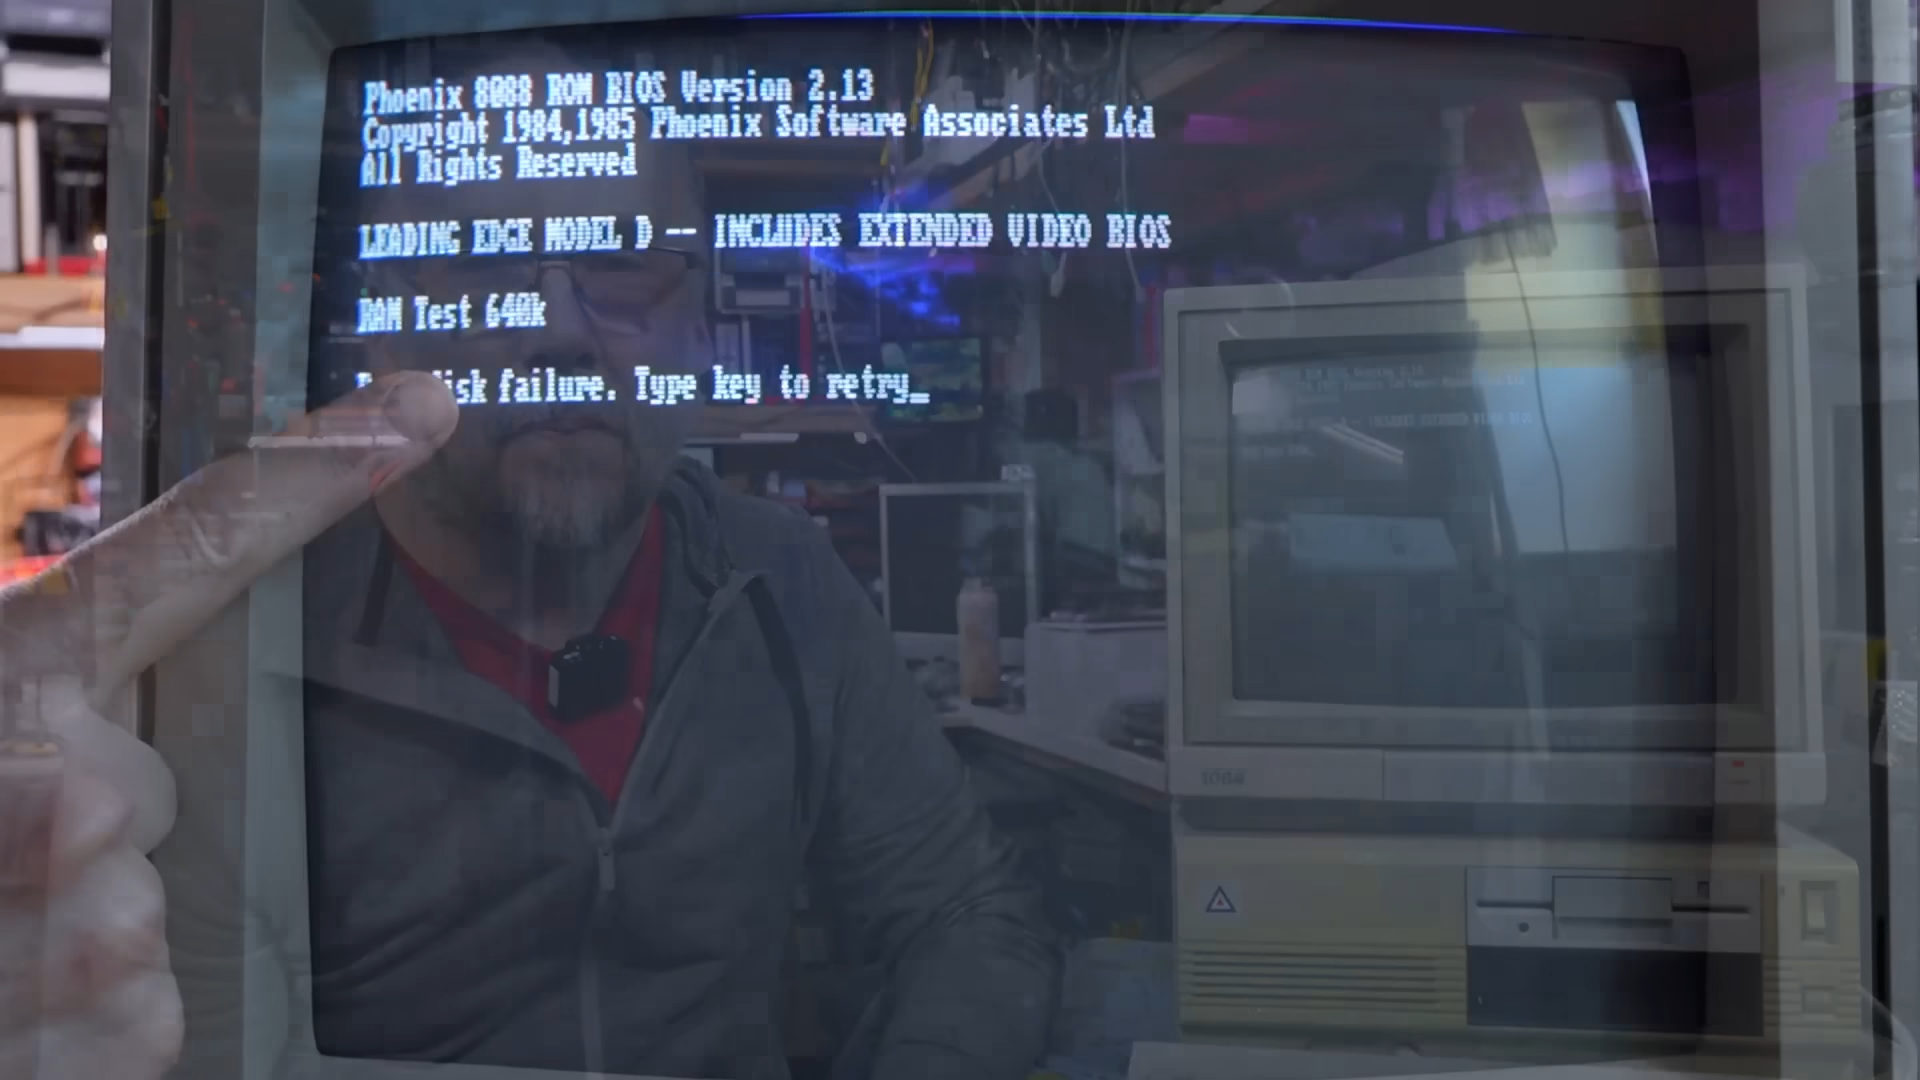 Phoenix 8088 ROM BIOS Version 2.13
Copyright 1984,1985 Phoenix Software Associates Ltd
All Rights Reserved
LEADING EDGE MODEL D -- INCLUDES EXTENDED VIDEO BIOS
RAM Test 640k
failure. Type key to retry_
1084